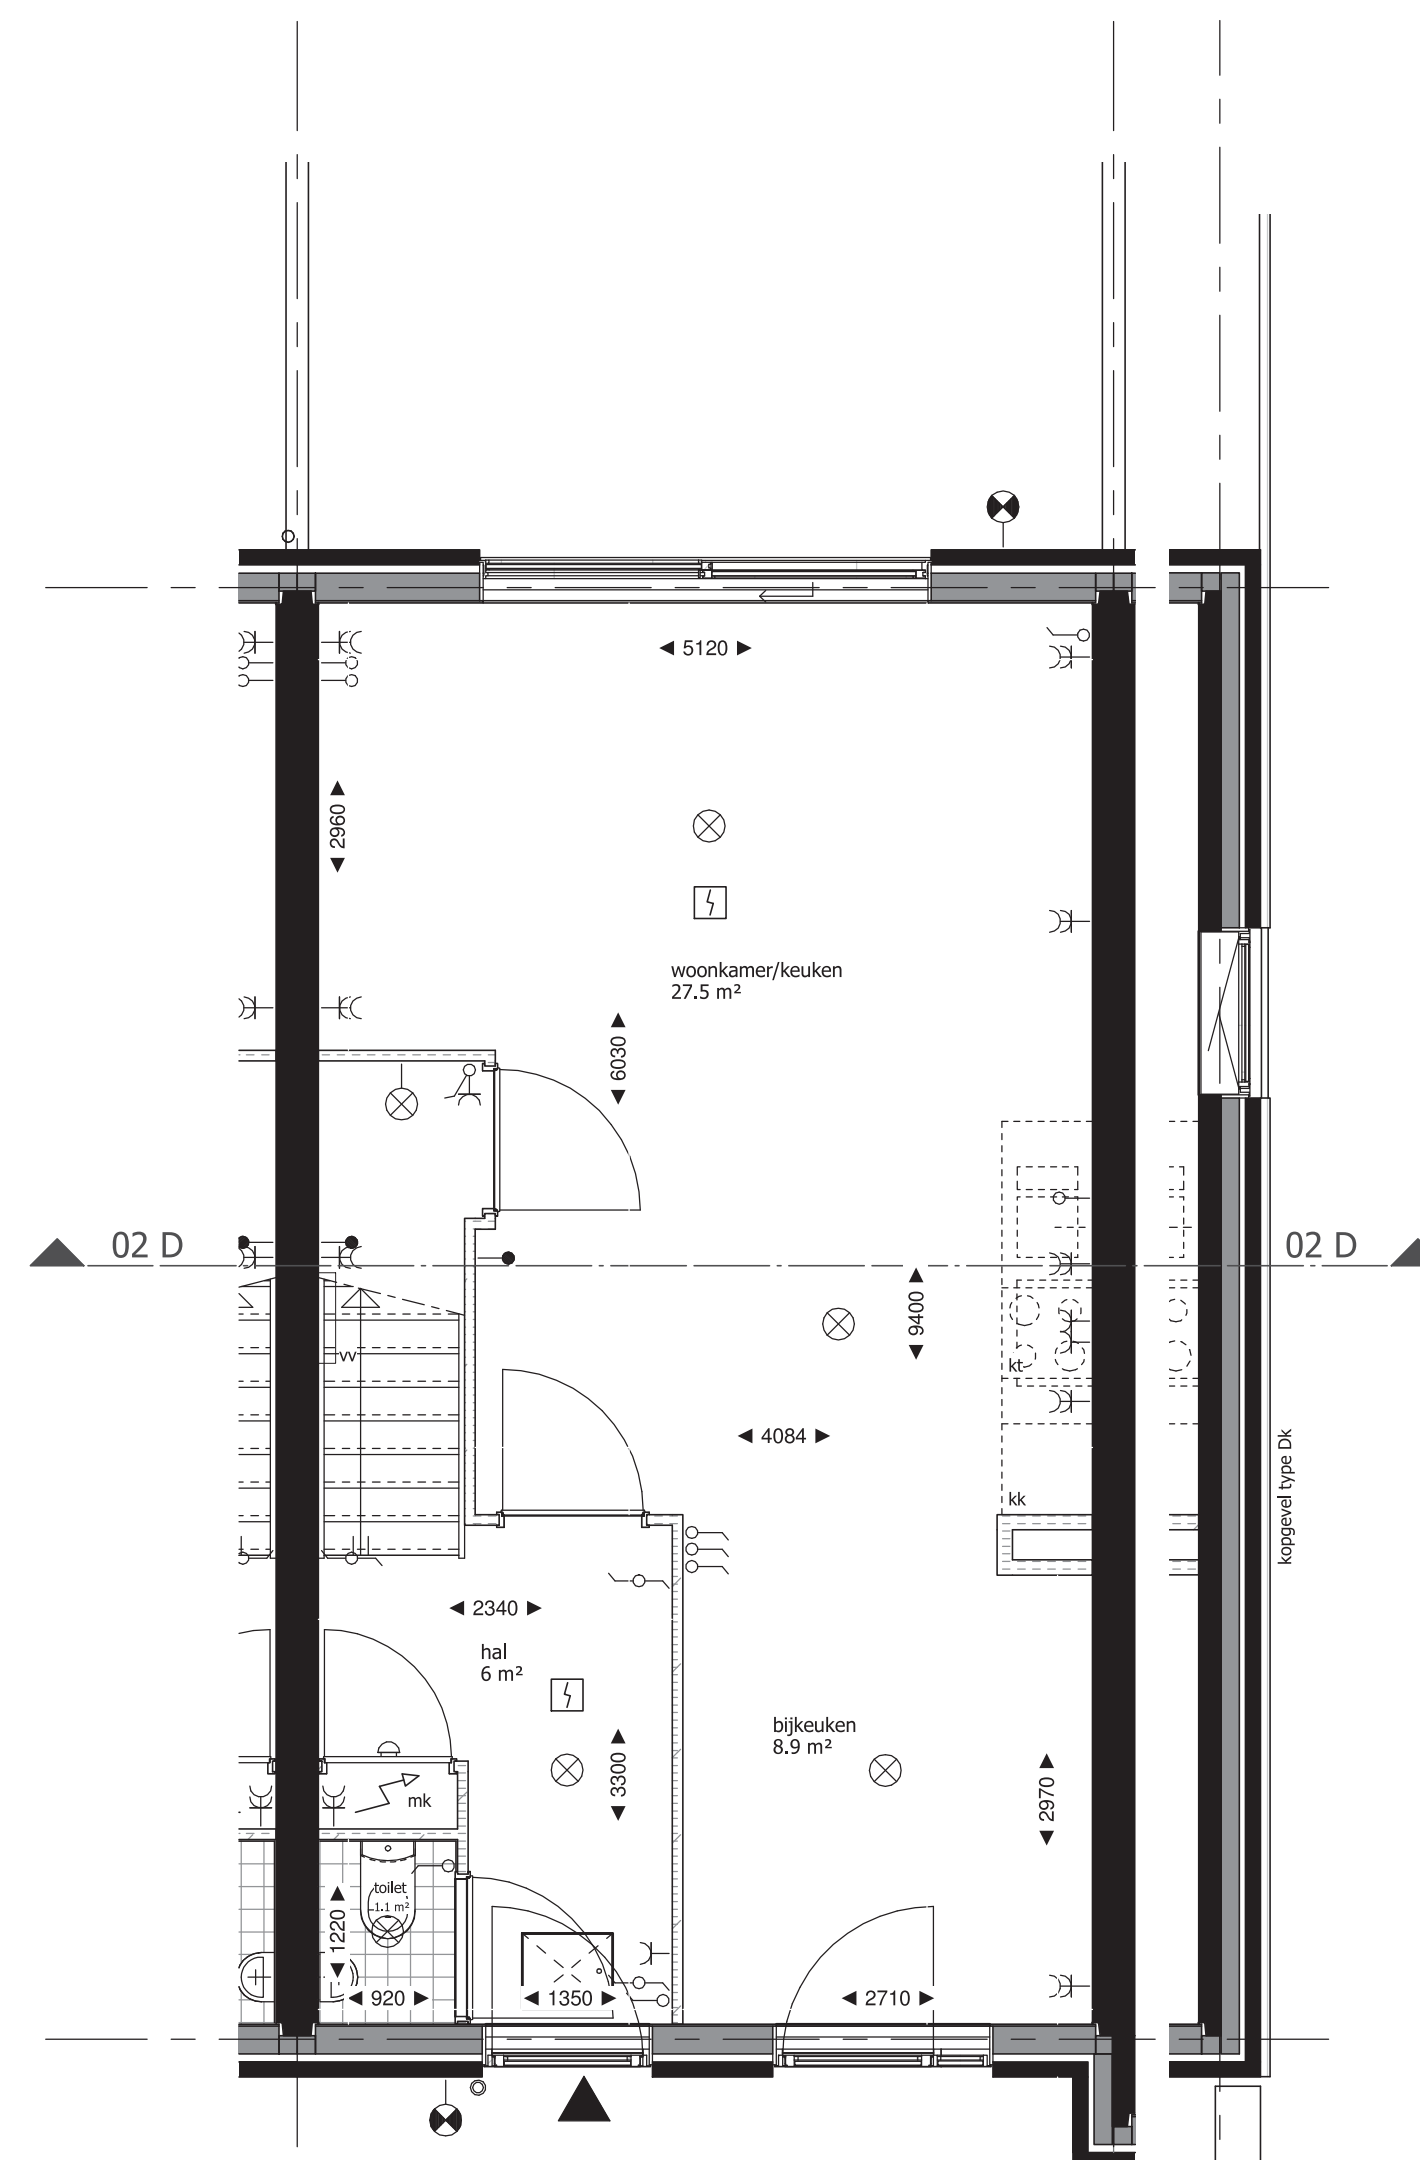 5120
2960
woonkamer/keuken
27.5 m²
6030
02 D
02 D
9400
vv
kt
4084
kk
kopgevel type Dk
2340
hal
6 m²
bijkeuken
8.9 m²
3300
2970
mk
toilet
1.1 m²
1220
920
1350
2710